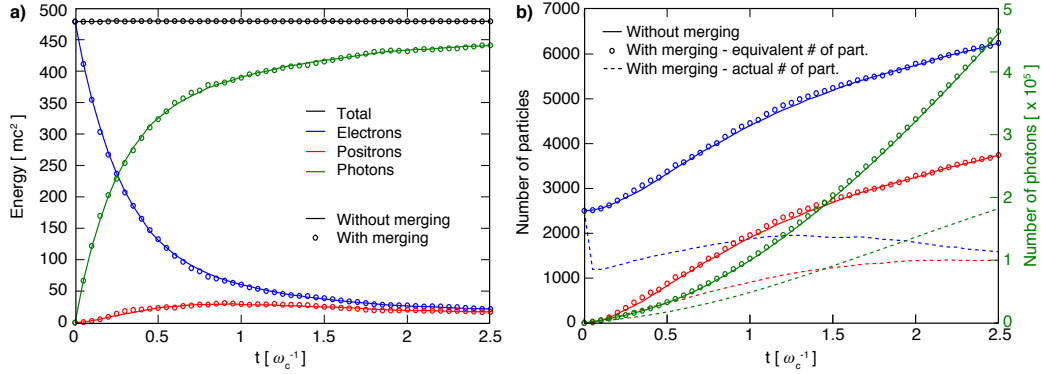 a)
Energy [ mc² ]
500
450
400
350
300
250
200
150
100
50
0
Total
Electrons
Positrons
Photons
Without merging
With merging
0 0.5 1 1.5 2 2.5
t [ ω_c⁻¹ ]
b)
Number of particles
7000
6000
5000
4000
3000
2000
1000
0
Without merging
With merging - equivalent # of part.
With merging - actual # of part.
5
4
3
2
1
0
Number of photons [ x 10⁵ ]
0 0.5 1 1.5 2 2.5
t [ ω_c⁻¹ ]